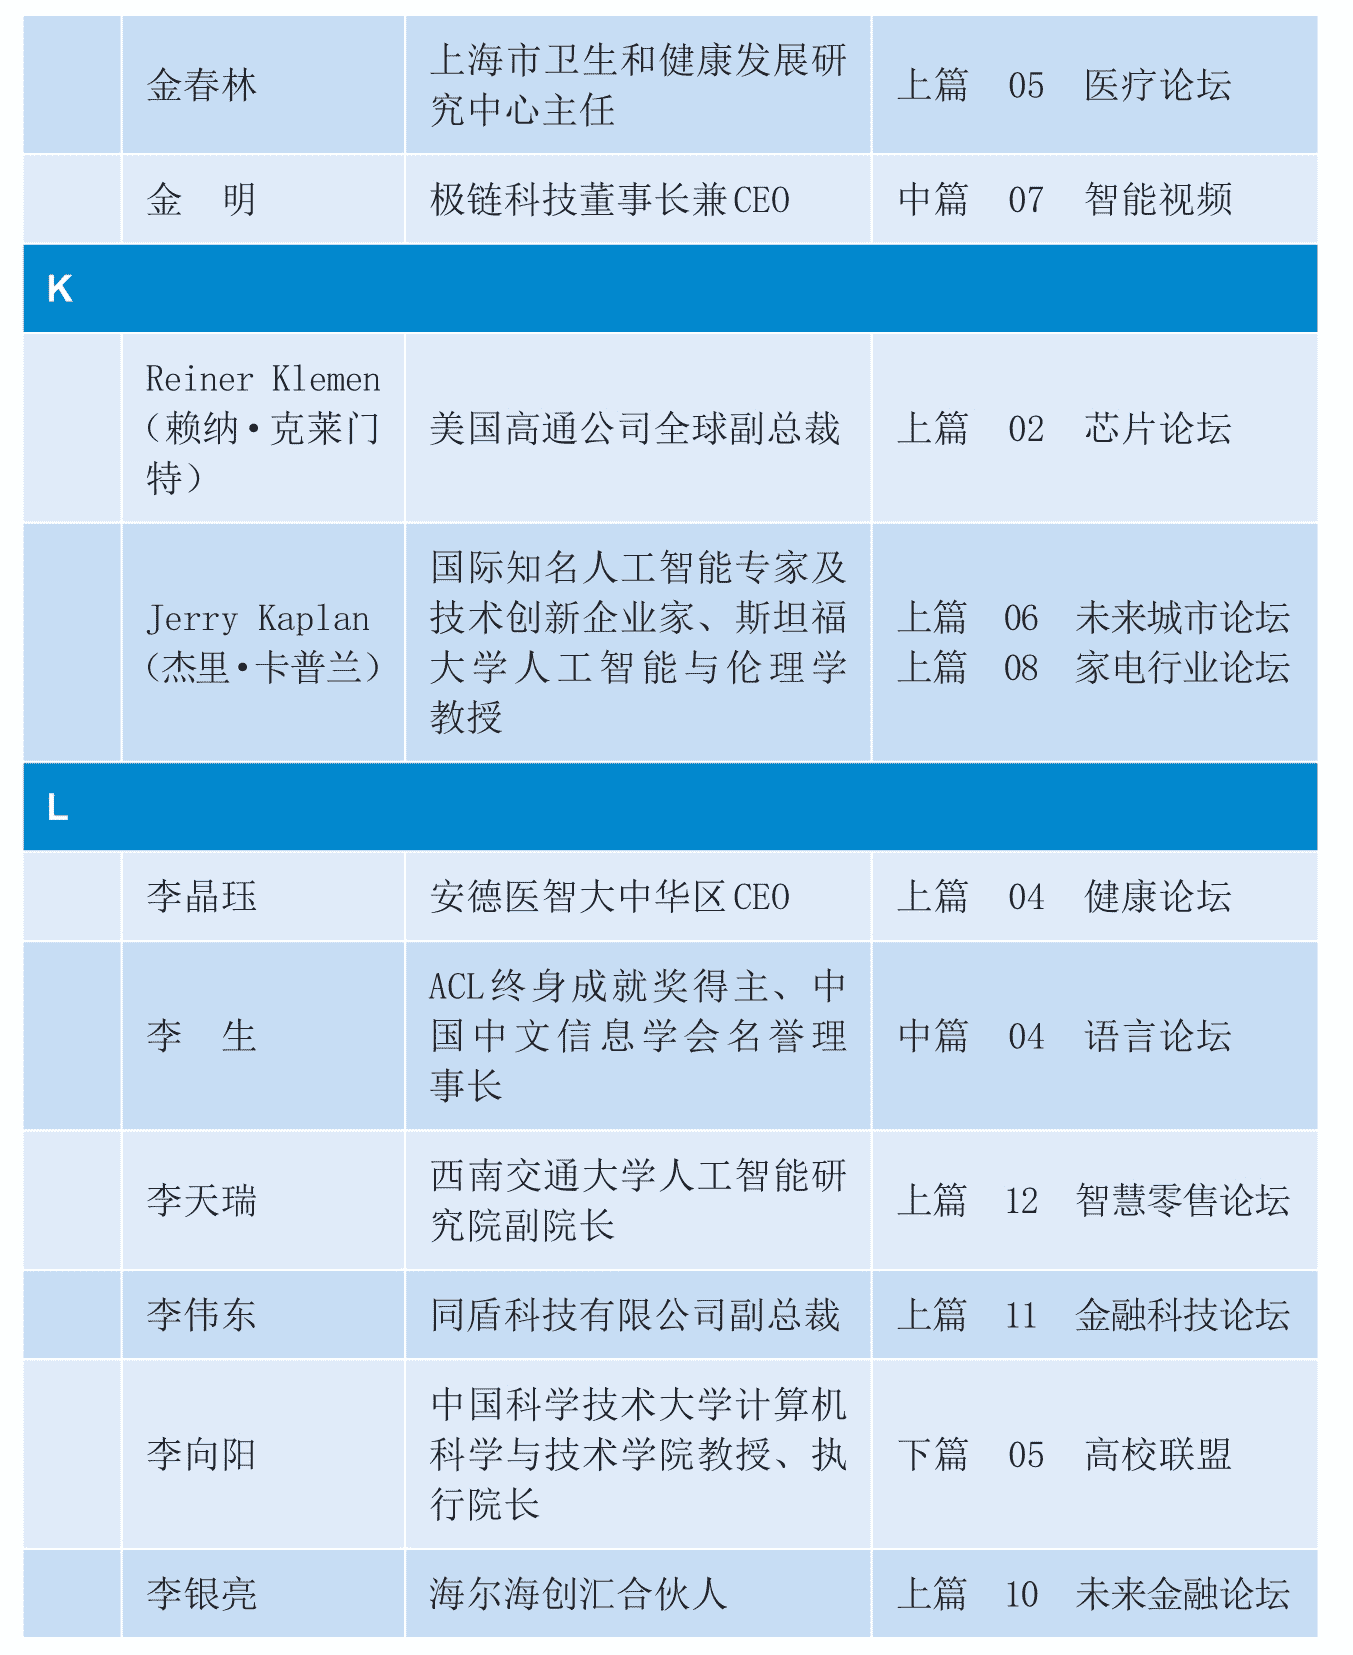 金春林
上海市卫生和健康发展研
究中心主任
上篇 05 医疗论坛
金 明
极链科技董事长兼CEO
中篇 07 智能视频
K
Reiner Klemen
（赖纳·克莱门
特）
美国高通公司全球副总裁
上篇 02 芯片论坛
Jerry Kaplan
（杰里·卡普兰）
国际知名人工智能专家及
技术创新企业家、斯坦福
大学人工智能与伦理学
教授
上篇 06 未来城市论坛
上篇 08 家电行业论坛
L
李晶珏
安德医智大中华区CEO
上篇 04 健康论坛
李 生
ACL终身成就奖得主、中
国中文信息学会名誉理
事长
中篇 04 语言论坛
李天瑞
西南交通大学人工智能研
究院副院长
上篇 12 智慧零售论坛
李伟东
同盾科技有限公司副总裁
上篇 11 金融科技论坛
李向阳
中国科学技术大学计算机
科学与技术学院教授、执
行院长
下篇 05 高校联盟
李银亮
海尔海创汇合伙人
上篇 10 未来金融论坛